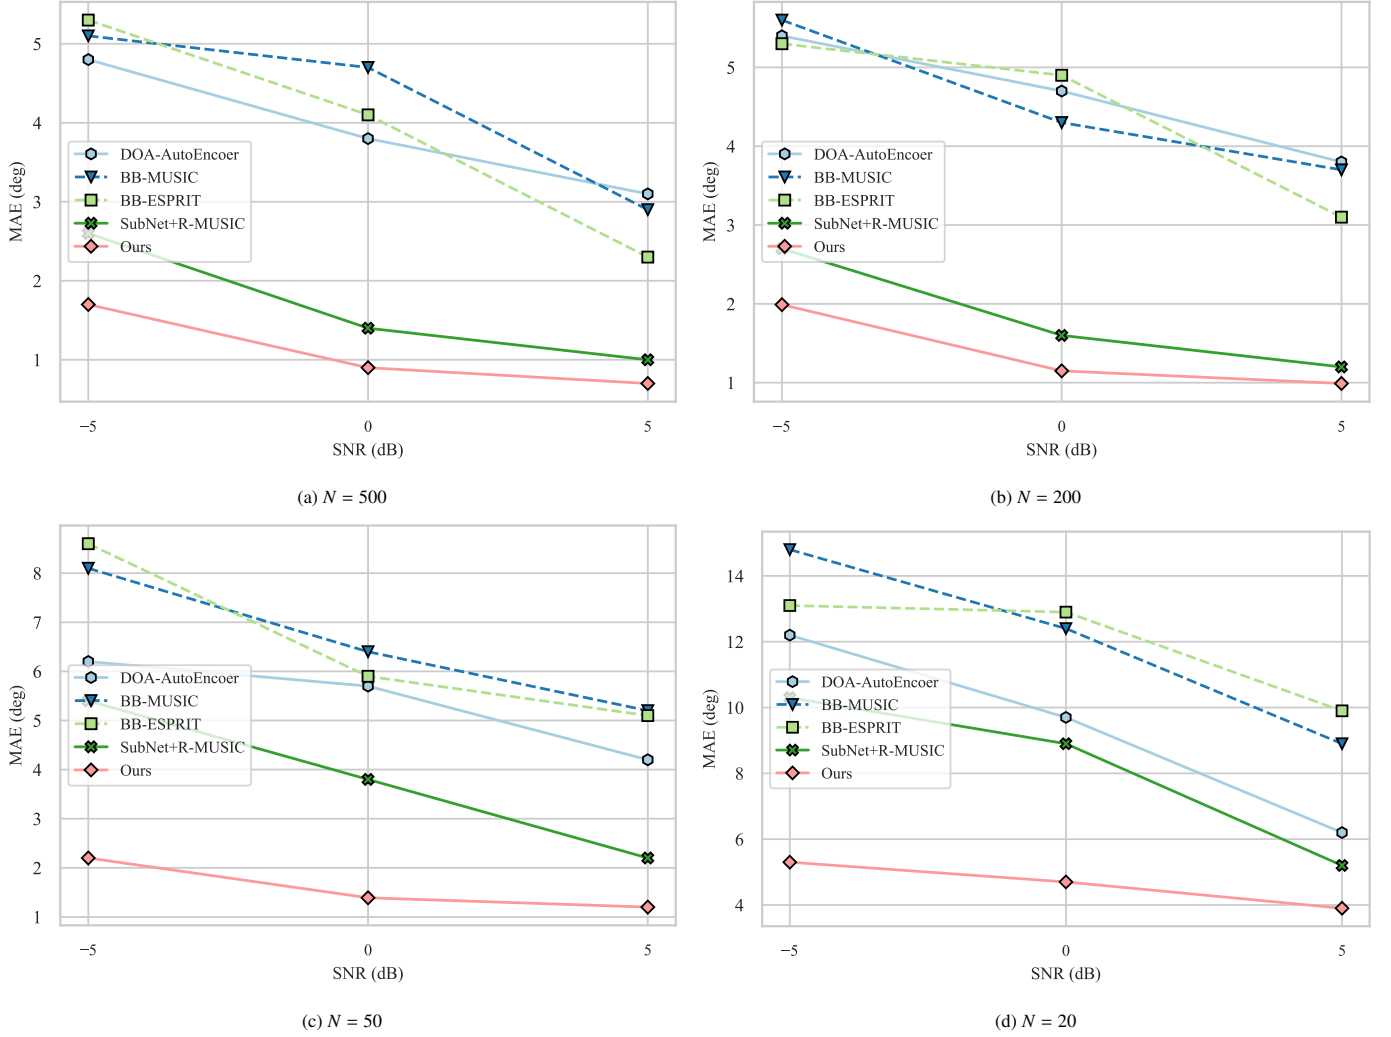 5
4
3
2
1
MAE (deg)
DOA-AutoEncoer
BB-MUSIC
BB-ESPRIT
SubNet+R-MUSIC
Ours
−5 0 5
SNR (dB)
(a) N = 500
5
4
3
2
1
MAE (deg)
DOA-AutoEncoer
BB-MUSIC
BB-ESPRIT
SubNet+R-MUSIC
Ours
−5 0 5
SNR (dB)
(b) N = 200
8
7
6
5
4
3
2
1
MAE (deg)
DOA-AutoEncoer
BB-MUSIC
BB-ESPRIT
SubNet+R-MUSIC
Ours
−5 0 5
SNR (dB)
(c) N = 50
14
12
10
8
6
4
MAE (deg)
DOA-AutoEncoer
BB-MUSIC
BB-ESPRIT
SubNet+R-MUSIC
Ours
−5 0 5
SNR (dB)
(d) N = 20